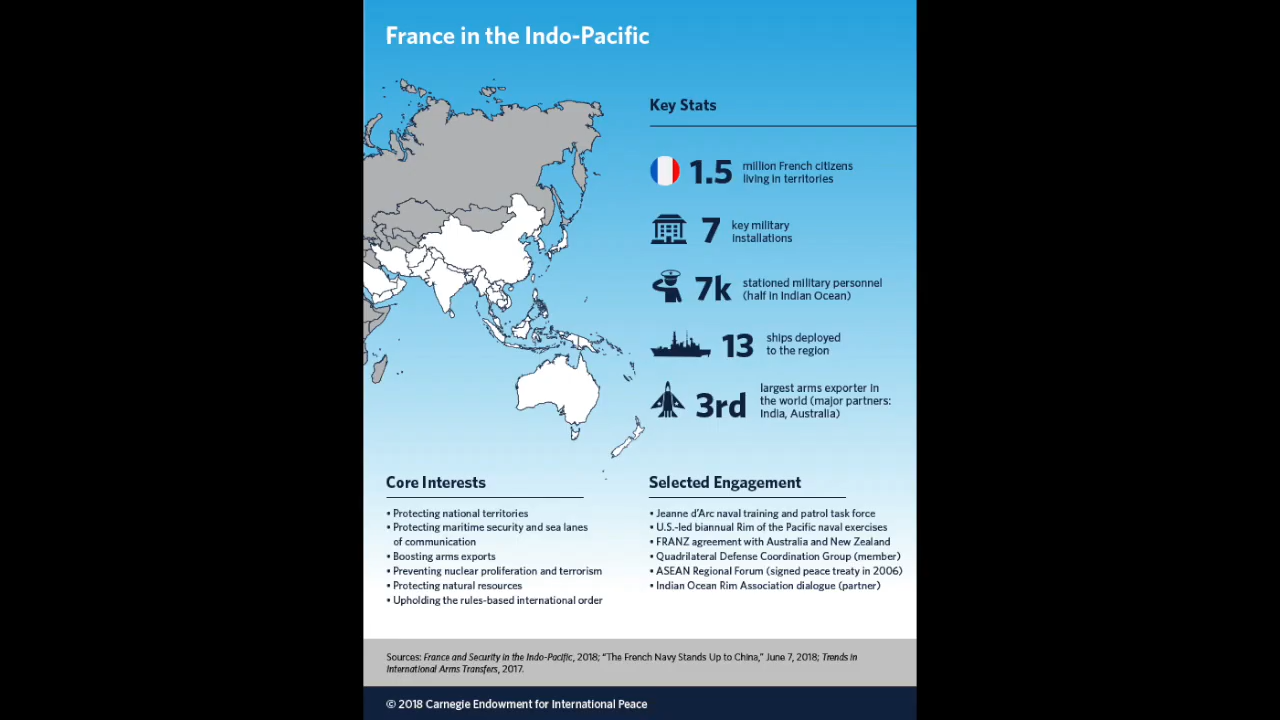 France in the Indo-Pacific
Key Stats
1.5
million French citizens
living in territories
7
key military
installations
7k
stationed military personnel
(half in Indian Ocean)
13
ships deployed
to the region
3rd
largest arms exporter in
the world (major partners:
India, Australia)
Core Interests
• Protecting national territories
• Protecting maritime security and sea lanes
of communication
• Boosting arms exports
• Preventing nuclear proliferation and terrorism
• Protecting natural resources
• Upholding the rules-based international order
Selected Engagement
• Jeanne d'Arc naval training and patrol task force
• U.S.-led biannual Rim of the Pacific naval exercises
• FRANZ agreement with Australia and New Zealand
• Quadrilateral Defense Coordination Group (member)
• ASEAN Regional Forum (signed peace treaty in 2006)
• Indian Ocean Rim Association dialogue (partner)
Sources: France and Security in the Indo-Pacific, 2018; “The French Navy Stands Up to China,” June 7, 2018; Trends in
International Arms Transfers, 2017.
© 2018 Carnegie Endowment for International Peace